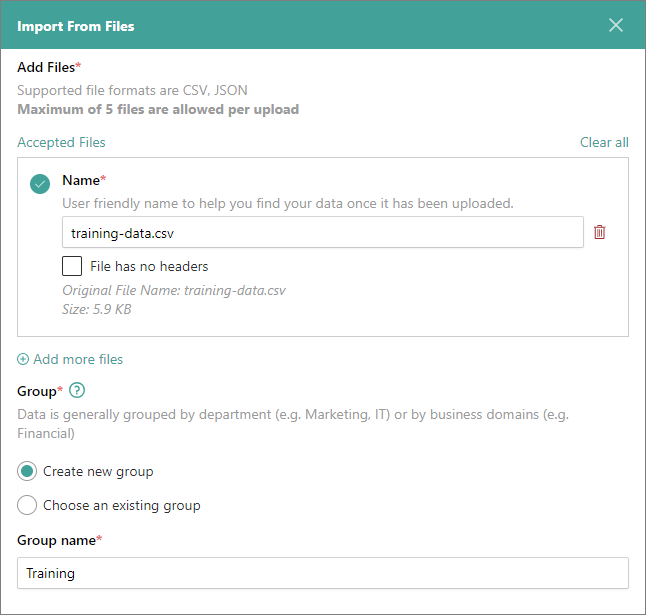 Import From Files
Add Files*
Supported file formats are CSV, JSON
Maximum of 5 files are allowed per upload
Accepted Files
Clear all
Name*
User friendly name to help you find your data once it has been uploaded.
training-data.csv
File has no headers
Original File Name: training-data.csv
Size: 5.9 KB
Add more files
Group* ?
Data is generally grouped by department (e.g. Marketing, IT) or by business domains (e.g.
Financial)
Create new group
Choose an existing group
Group name*
Training